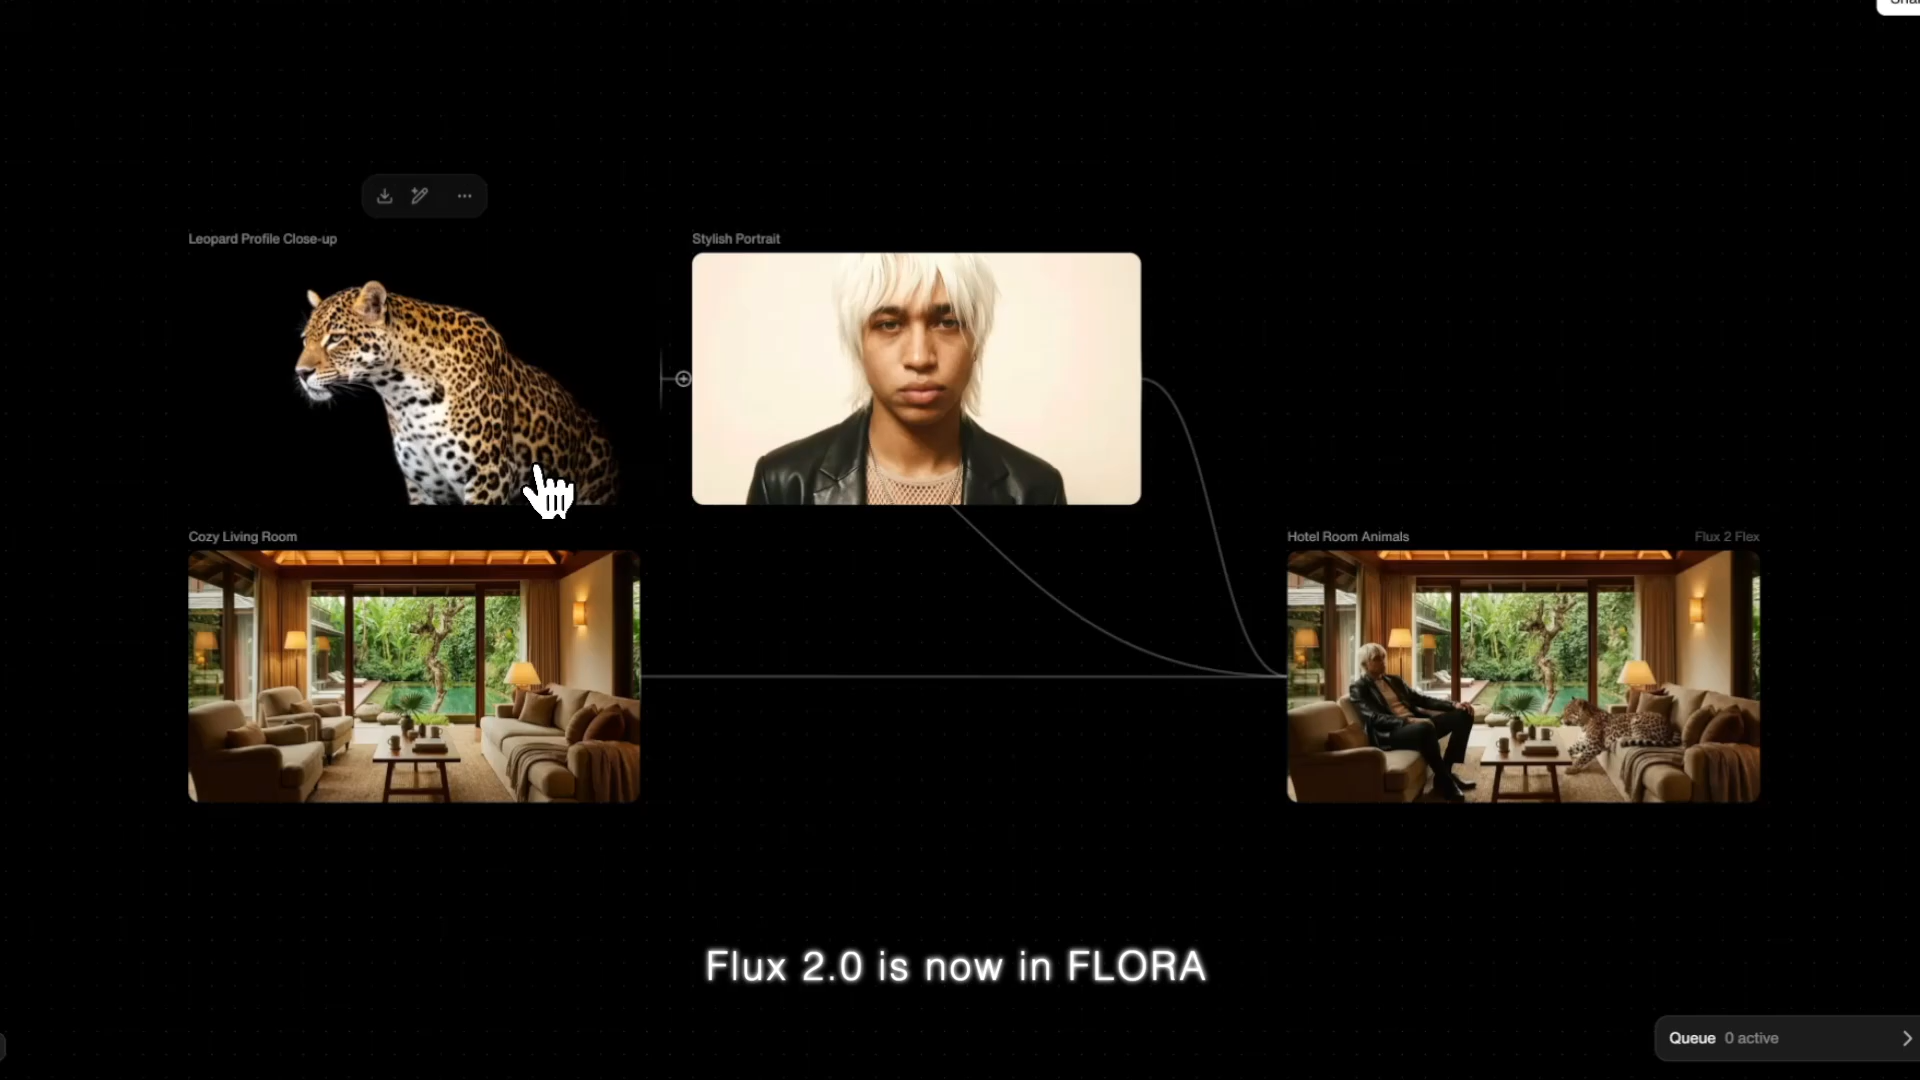 Leopard Profile Close-up
Stylish Portrait
Cozy Living Room
Hotel Room Animals
Flux 2 Flex
Flux 2.0 is now in FLORA
Queue 0 active